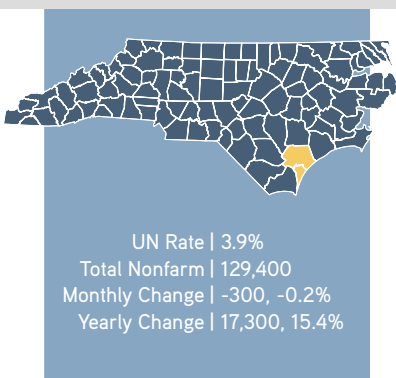 UN Rate | 3.9%
Total Nonfarm | 129,400
Monthly Change | -300, -0.2%
Yearly Change | 17,300, 15.4%